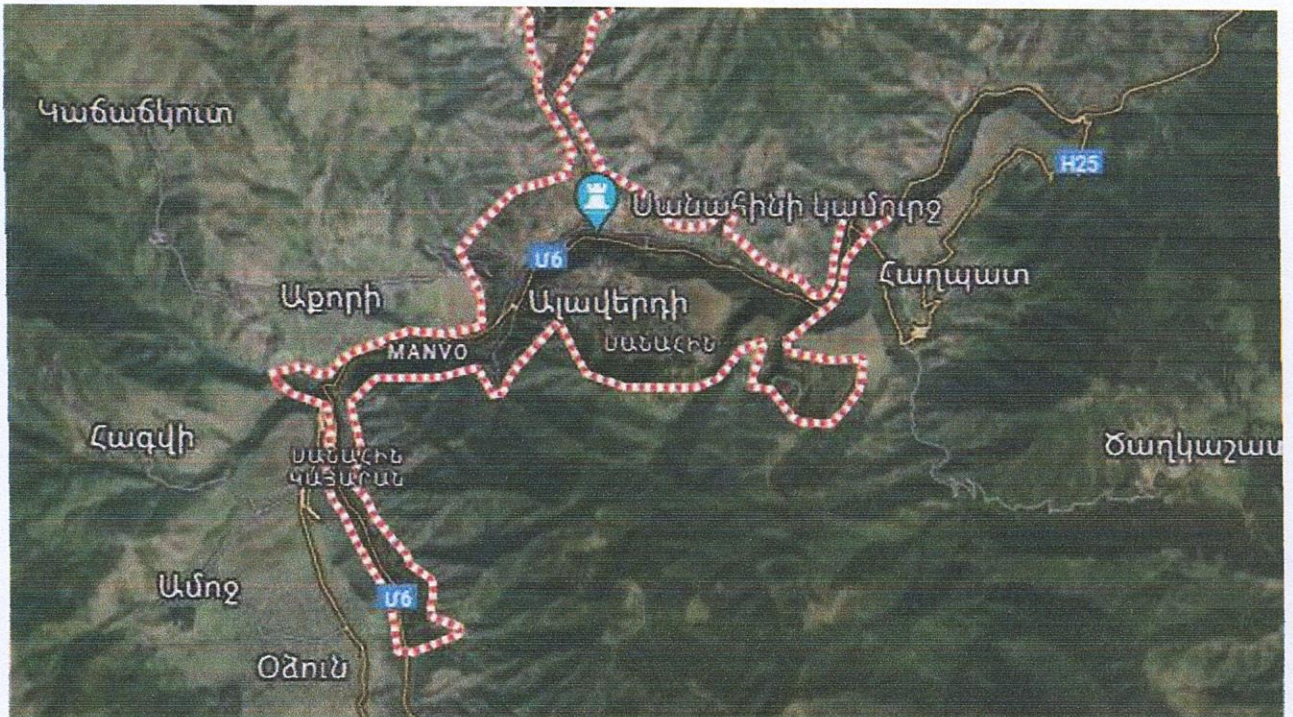 Կաճաճկուտ
H25
Սանահինի կամուրջ
Մ6
Հաղպատ
Աքորի
Ալավերդի
ՍԱՆԱՀԻՆ
MANVO
Հագվի
ՍԱՆԱՀԻՆ
ԿԱՅԱՐԱՆ
Ծաղկաշատ
Ամոջ
Մ6
Օձուն